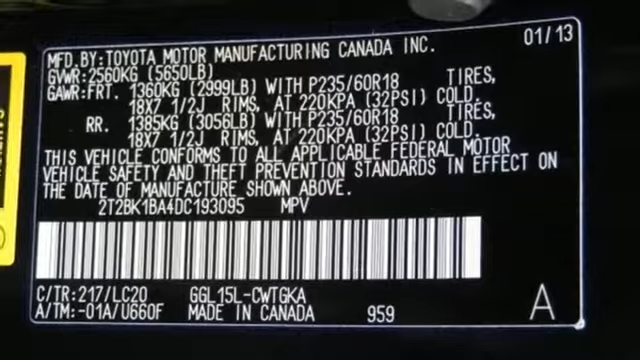 MFD.BY:TOYOTA MOTOR MANUFACTURING CANADA INC. 01/13
GVWR:2560KG (5650LB)
GAWR:FRT. 1360KG (2999LB) WITH P235/60R18 TIRES,
18X7 1/2J RIMS, AT 220KPA (32PSI) COLD.
RR. 1385KG (3056LB) WITH P235/60R18 TIRES,
18X7 1/2J RIMS, AT 220KPA (32PSI) COLD.
THIS VEHICLE CONFORMS TO ALL APPLICABLE FEDERAL MOTOR
VEHICLE SAFETY AND THEFT PREVENTION STANDARDS IN EFFECT ON
THE DATE OF MANUFACTURE SHOWN ABOVE.
2T2BK1BA4DC193095 MPV
C/TR:217/LC20 GGL15L-CWTGKA
A/TM:-01A/U660F MADE IN CANADA 959 A